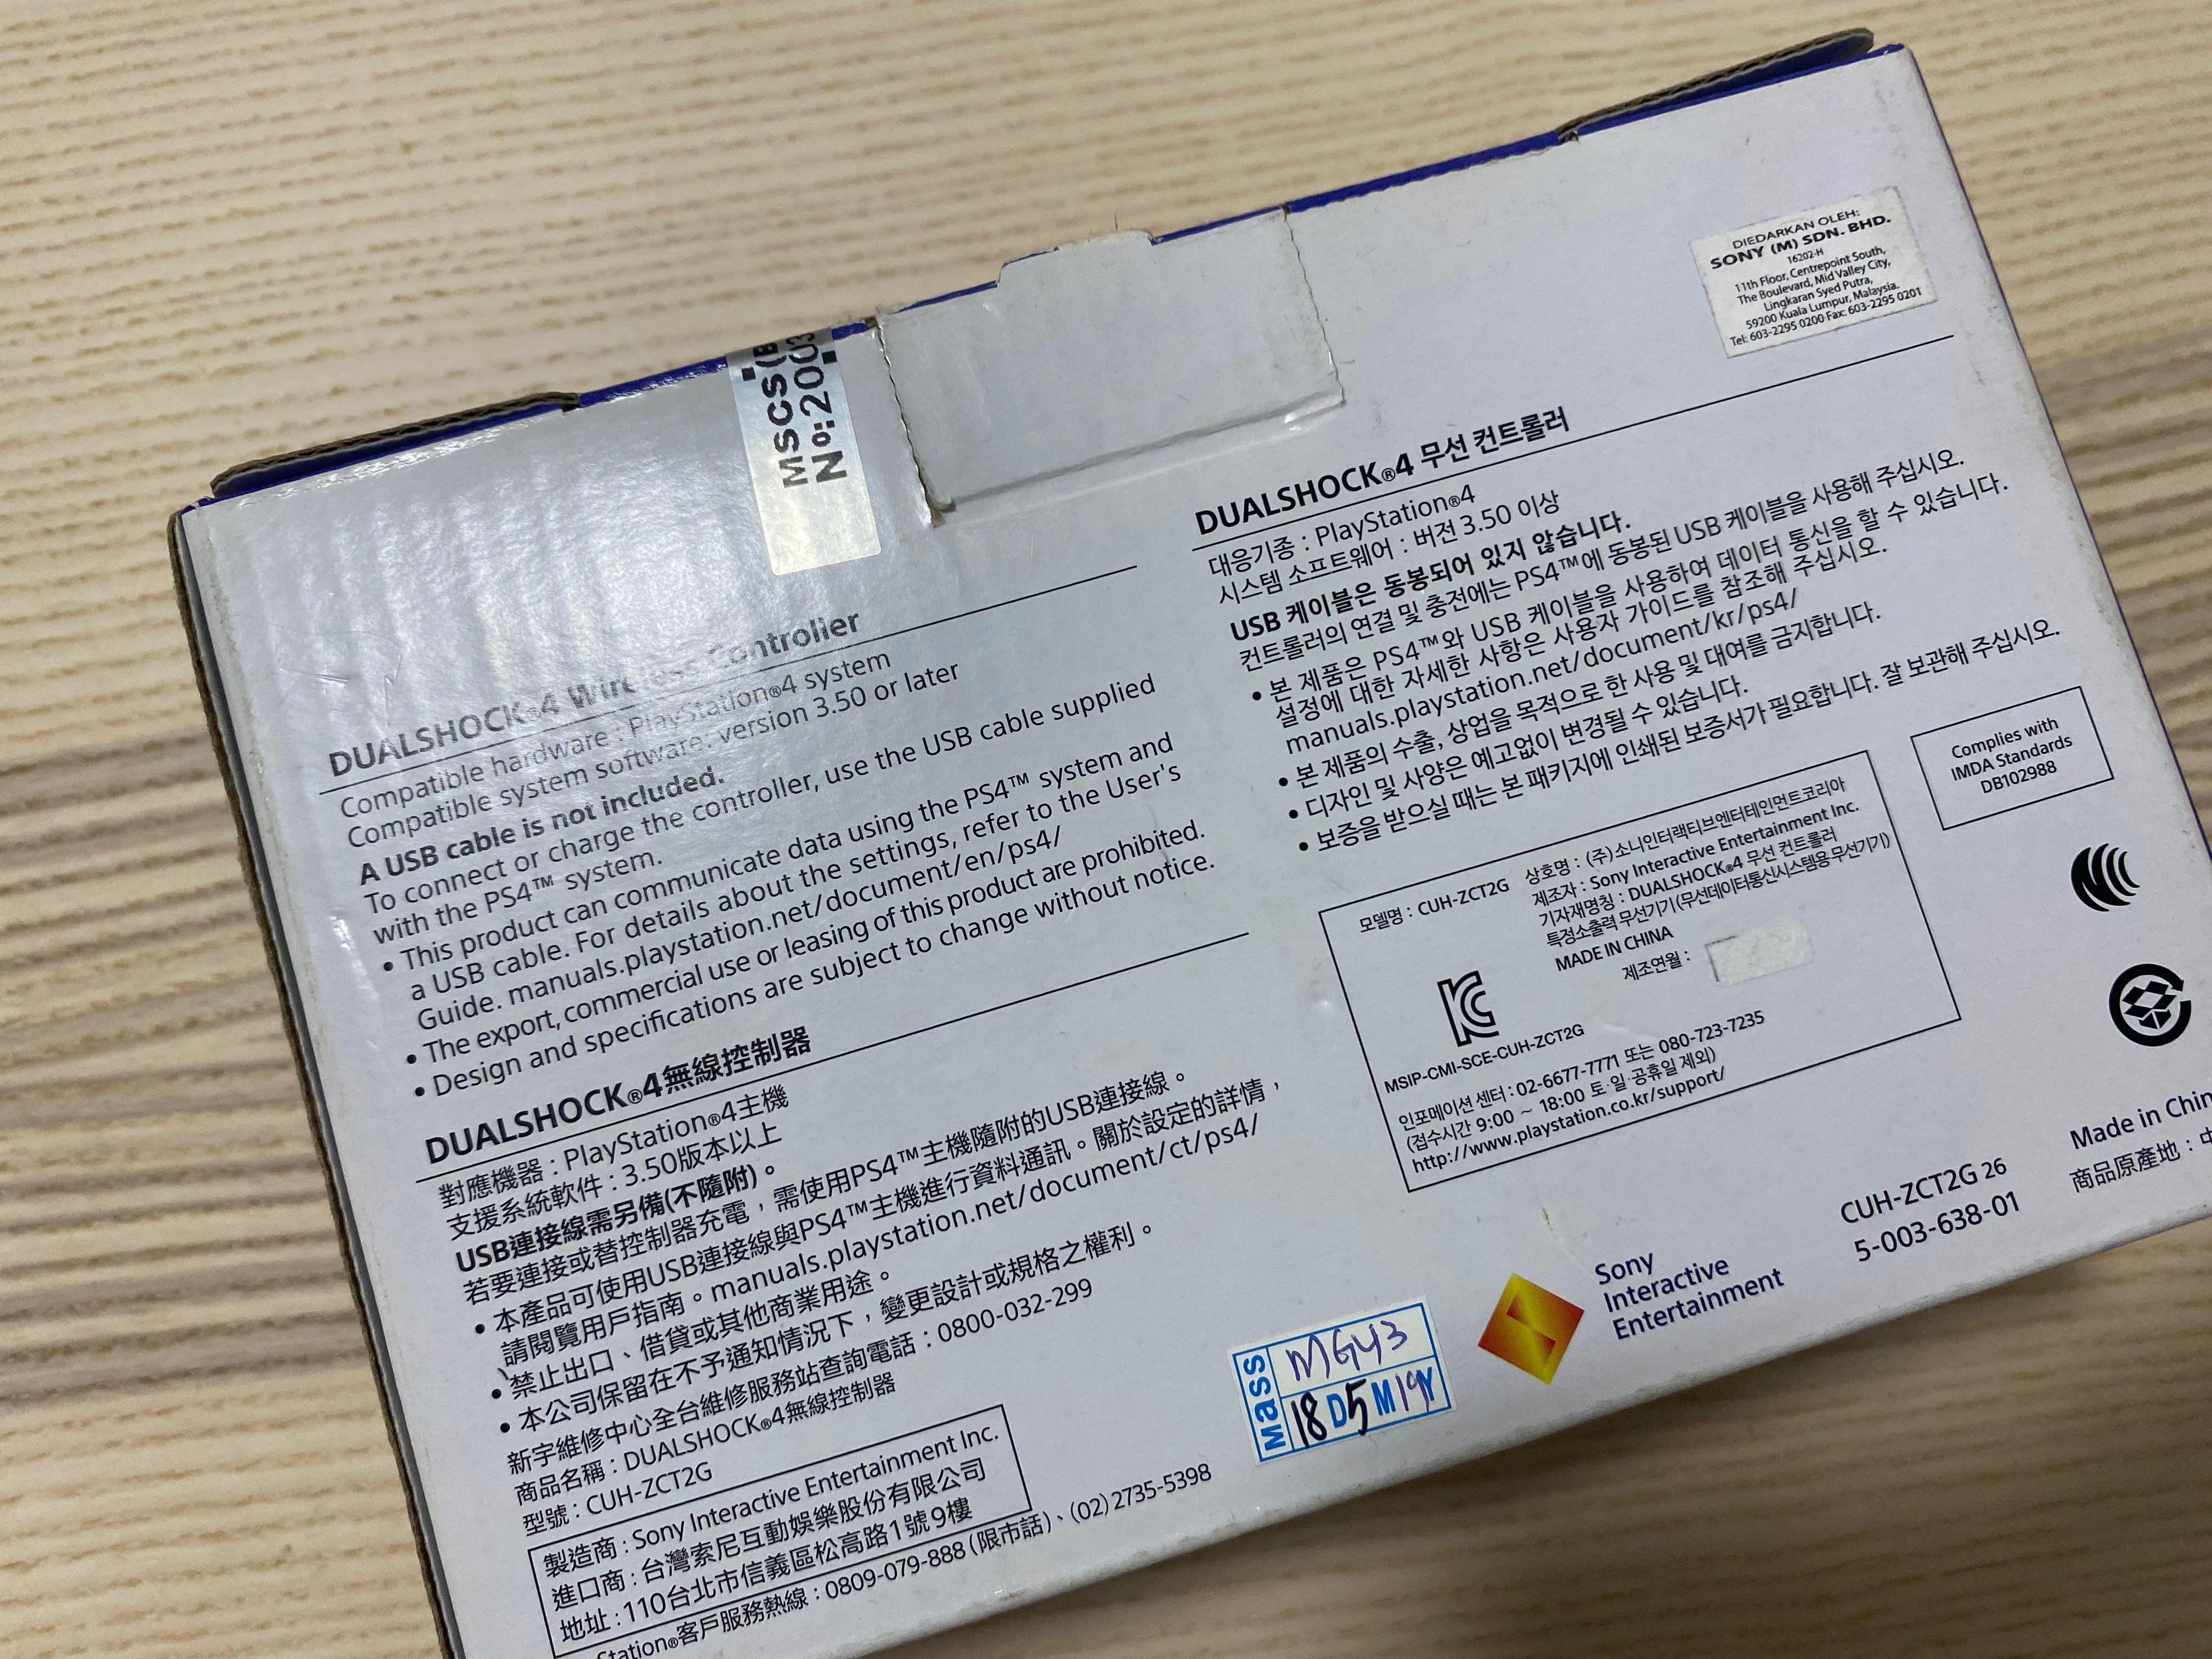 MSCS(
No: 2003
DIEDARKAN OLEH:
SONY (M) SDN. BHD.
16202-H
11th Floor, Centrepoint South,
The Boulevard, Mid Valley City,
Lingkaran Syed Putra,
59200 Kuala Lumpur, Malaysia.
Tel: 603-2295 0200 Fax: 603-2295 0201
DUALSHOCK®4 Wireless Controller
Compatible hardware : PlayStation®4 system
Compatible system software: version 3.50 or later
A USB cable is not included.
To connect or charge the controller, use the USB cable supplied
with the PS4™ system.
• This product can communicate data using the PS4™ system and
a USB cable. For details about the settings, refer to the User's
Guide. manuals.playstation.net/document/en/ps4/
• The export, commercial use or leasing of this product are prohibited.
• Design and specifications are subject to change without notice.
DUALSHOCK®4無線控制器
對應機器 : PlayStation®4主機
支援系統軟件 : 3.50版本以上
USB連接線需另備(不隨附)。
若要連接或替控制器充電，需使用PS4™主機隨附的USB連接線。
• 本產品可使用USB連接線與PS4™主機進行資料通訊。關於設定的詳情，
請閱覽用戶指南。manuals.playstation.net/document/ct/ps4/
• 禁止出口、借貸或其他商業用途。
• 本公司保留在不予通知情況下，變更設計或規格之權利。
新宇維修中心全台維修服務站查詢電話 : 0800-032-299
商品名稱 : DUALSHOCK®4無線控制器
型號 : CUH-ZCT2G
製造商 : Sony Interactive Entertainment Inc.
進口商 : 台灣索尼互動娛樂股份有限公司
地址 : 110台北市信義區松高路1號9樓
Station®客戶服務熱線 : 0809-079-888 (限市話)、(02) 2735-5398
DUALSHOCK®4 무선 컨트롤러
대응기종 : PlayStation®4
시스템 소프트웨어 : 버전 3.50 이상
USB 케이블은 동봉되어 있지 않습니다.
컨트롤러의 연결 및 충전에는 PS4™에 동봉된 USB 케이블을 사용해 주십시오.
• 본 제품은 PS4™와 USB 케이블을 사용하여 데이터 통신을 할 수 있습니다.
설정에 대한 자세한 사항은 사용자 가이드를 참조해 주십시오.
manuals.playstation.net/document/kr/ps4/
• 본 제품의 수출, 상업을 목적으로 한 사용 및 대여를 금지합니다.
• 디자인 및 사양은 예고없이 변경될 수 있습니다.
• 보증을 받으실 때는 본 패키지에 인쇄된 보증서가 필요합니다. 잘 보관해 주십시오.
모델명 : CUH-ZCT2G
상호명 : (주)소니인터랙티브엔터테인먼트코리아
제조자 : Sony Interactive Entertainment Inc.
기자재명칭 : DUALSHOCK®4 무선 컨트롤러
특정소출력 무선기기(무선데이터통신시스템용무선기기)
MADE IN CHINA
제조연월 :
MSIP-CMI-SCE-CUH-ZCT2G
인포메이션 센터 : 02-6677-7771 또는 080-723-7235
(접수시간 9:00 ~ 18:00 토·일·공휴일 제외)
http://www.playstation.co.kr/support/
Complies with
IMDA Standards
DB102988
Made in Chin
商品原產地 : 中
CUH-ZCT2G 26
5-003-638-01
Sony
Interactive
Entertainment
Mass
MG43
18 D 5 M 19 Y